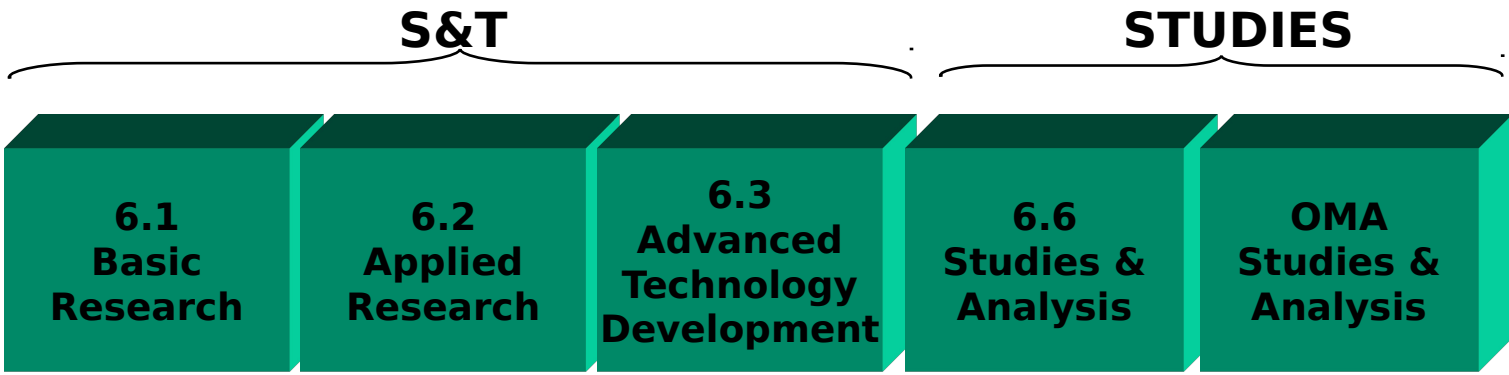 S&T
STUDIES
6.1
Basic
Research
6.2
Applied
Research
6.3
Advanced
Technology
Development
6.6
Studies &
Analysis
OMA
Studies &
Analysis